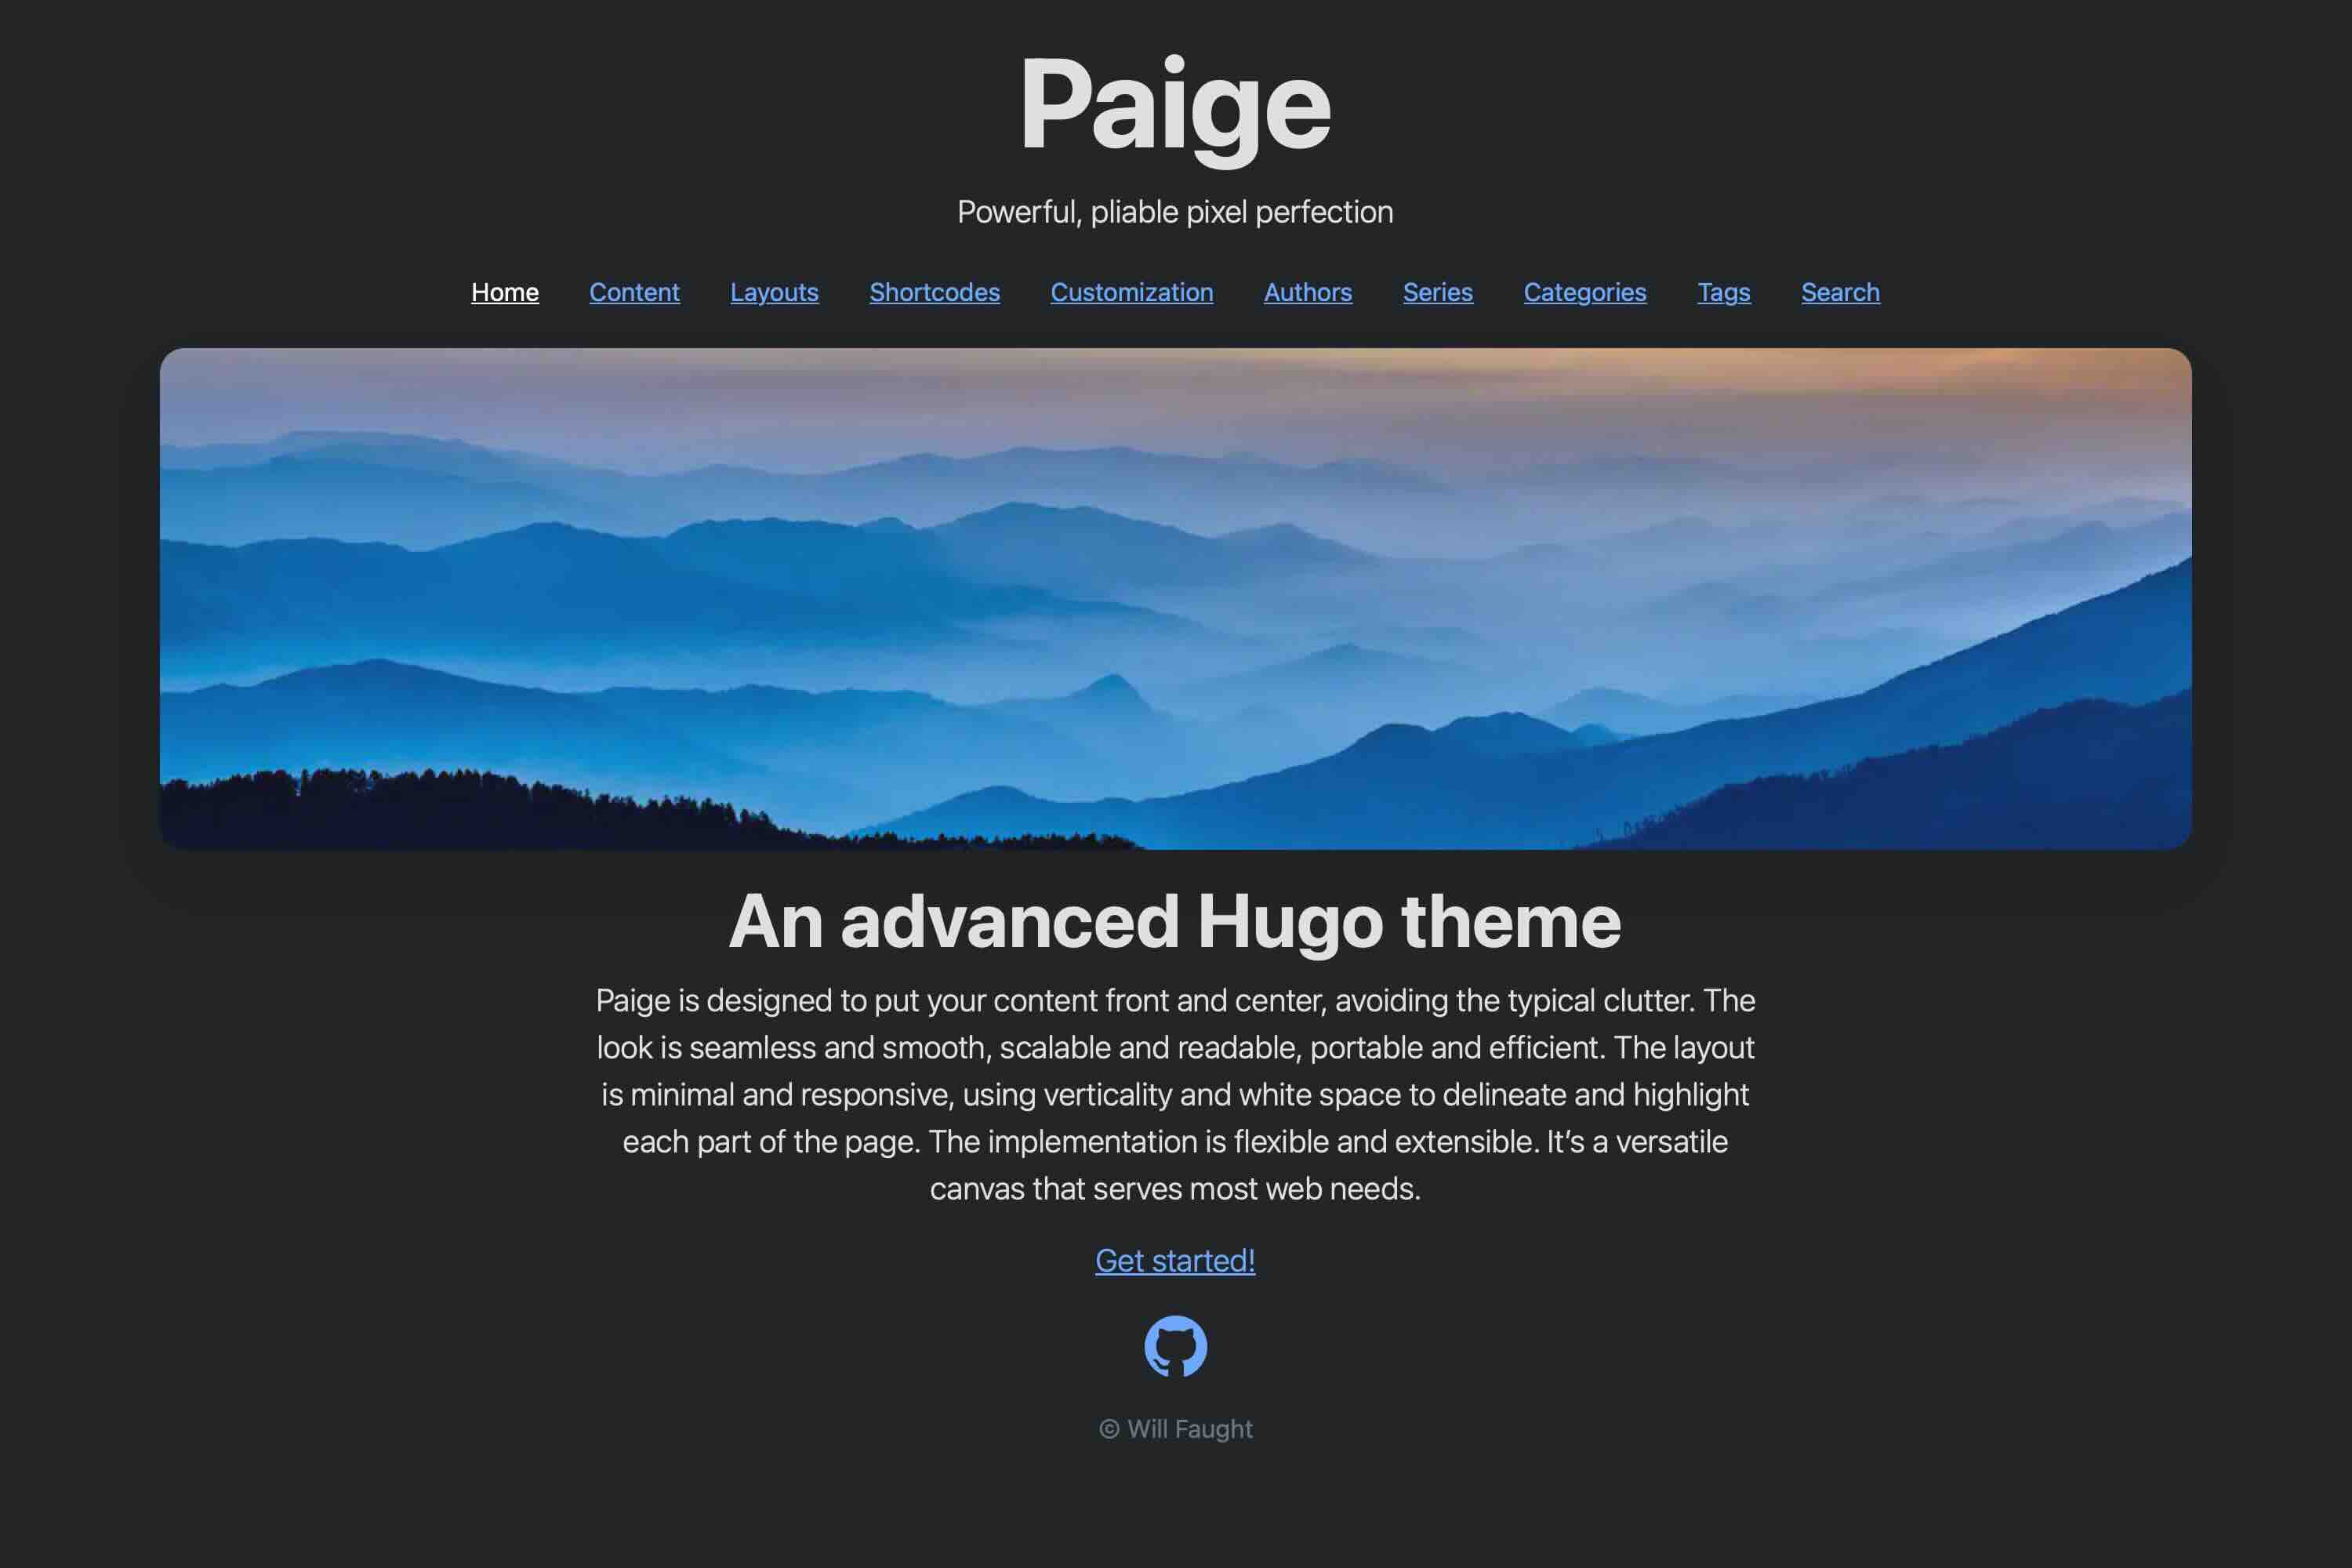 Paige
Powerful, pliable pixel perfection
Home Content Layouts Shortcodes Customization Authors Series Categories Tags Search
An advanced Hugo theme
Paige is designed to put your content front and center, avoiding the typical clutter. The
look is seamless and smooth, scalable and readable, portable and efficient. The layout
is minimal and responsive, using verticality and white space to delineate and highlight
each part of the page. The implementation is flexible and extensible. It’s a versatile
canvas that serves most web needs.
Get started!
© Will Faught